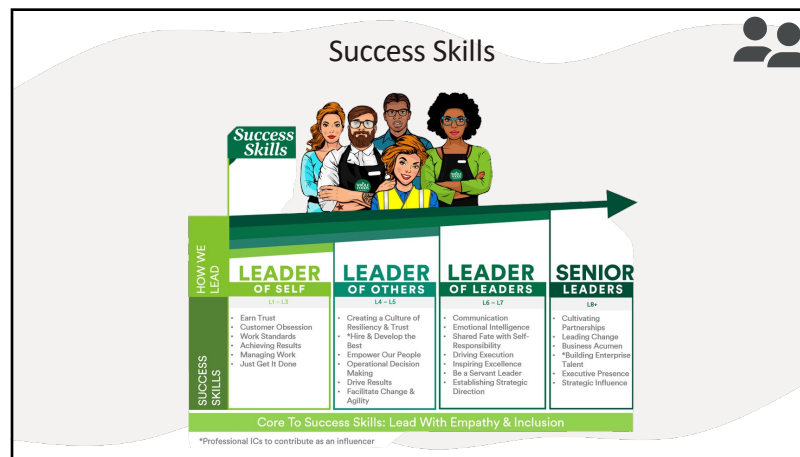 Success Skills
Success
Skills
HOW WE
LEAD
LEADER
OF SELF
L1 – L3
LEADER
OF OTHERS
L4 – L5
LEADER
OF LEADERS
L6 – L7
SENIOR
LEADERS
L8+
SUCCESS
SKILLS
• Earn Trust
• Customer Obsession
• Work Standards
• Achieving Results
• Managing Work
• Just Get It Done
• Creating a Culture of
Resiliency & Trust
• *Hire & Develop the
Best
• Empower Our People
• Operational Decision
Making
• Drive Results
• Facilitate Change &
Agility
• Communication
• Emotional Intelligence
• Shared Fate with Self-
Responsibility
• Driving Execution
• Inspiring Excellence
• Be a Servant Leader
• Establishing Strategic
Direction
• Cultivating
Partnerships
• Leading Change
• Business Acumen
• *Building Enterprise
Talent
• Executive Presence
• Strategic Influence
Core To Success Skills: Lead With Empathy & Inclusion
*Professional ICs to contribute as an influencer